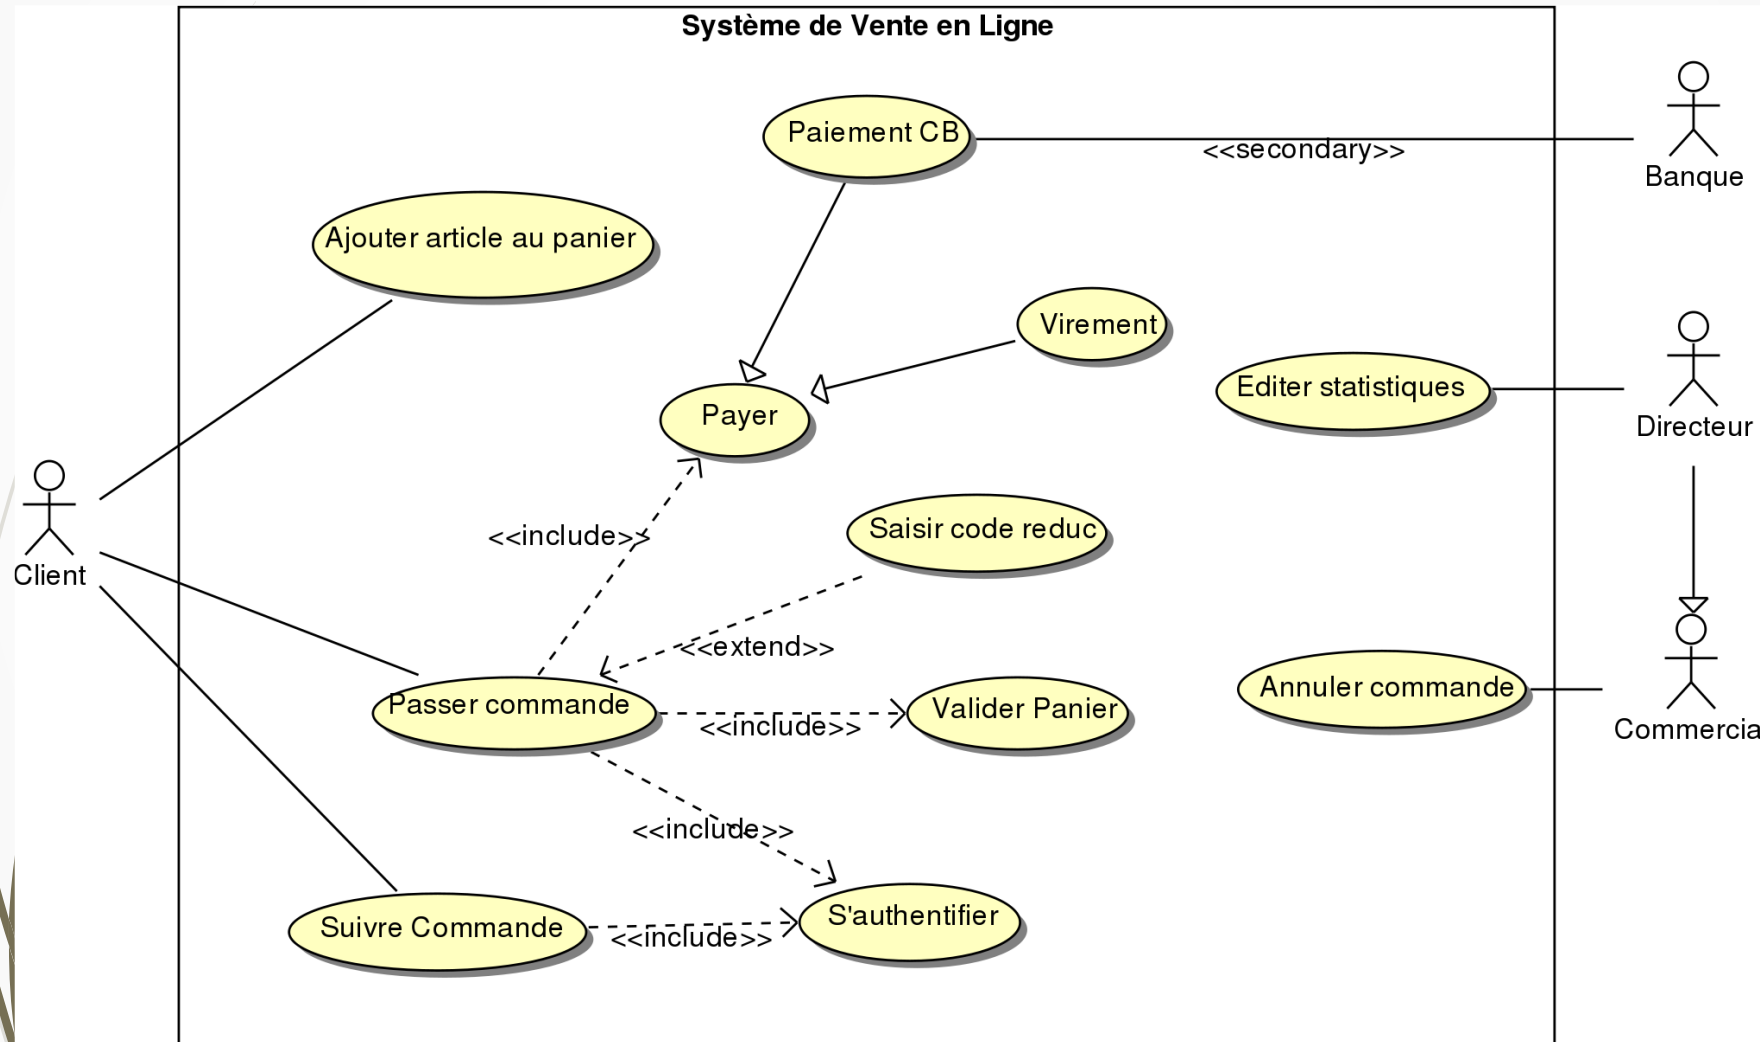 Système de Vente en Ligne
Paiement CB
<<secondary>>
Banque
Ajouter article au panier
Virement
Editer statistiques
Directeur
Payer
Saisir code reduc
<<include>>
Client
<<extend>>
Annuler commande
Passer commande
<<include>>
Valider Panier
Commercia
<<include>>
Suivre Commande
<<include>>
S'authentifier